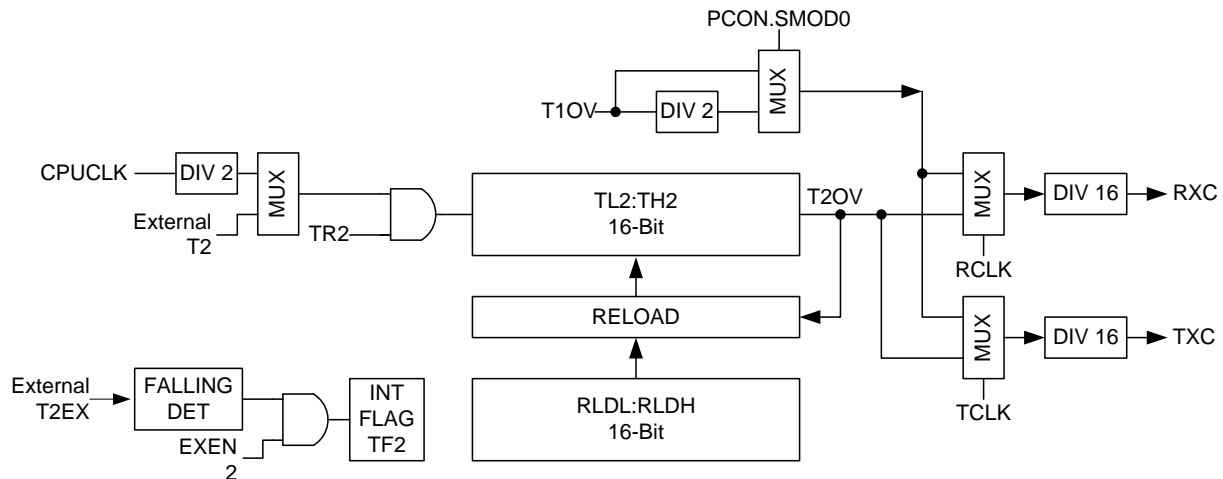 PCON.SMOD0
MUX
T1OV
DIV 2
CPUCLK
DIV 2
MUX
External
T2
TR2
TL2:TH2
16-Bit
T2OV
MUX
DIV 16
RXC
RCLK
RELOAD
MUX
DIV 16
TXC
TCLK
External
T2EX
FALLING
DET
EXEN
2
INT
FLAG
TF2
RLDL:RLDH
16-Bit